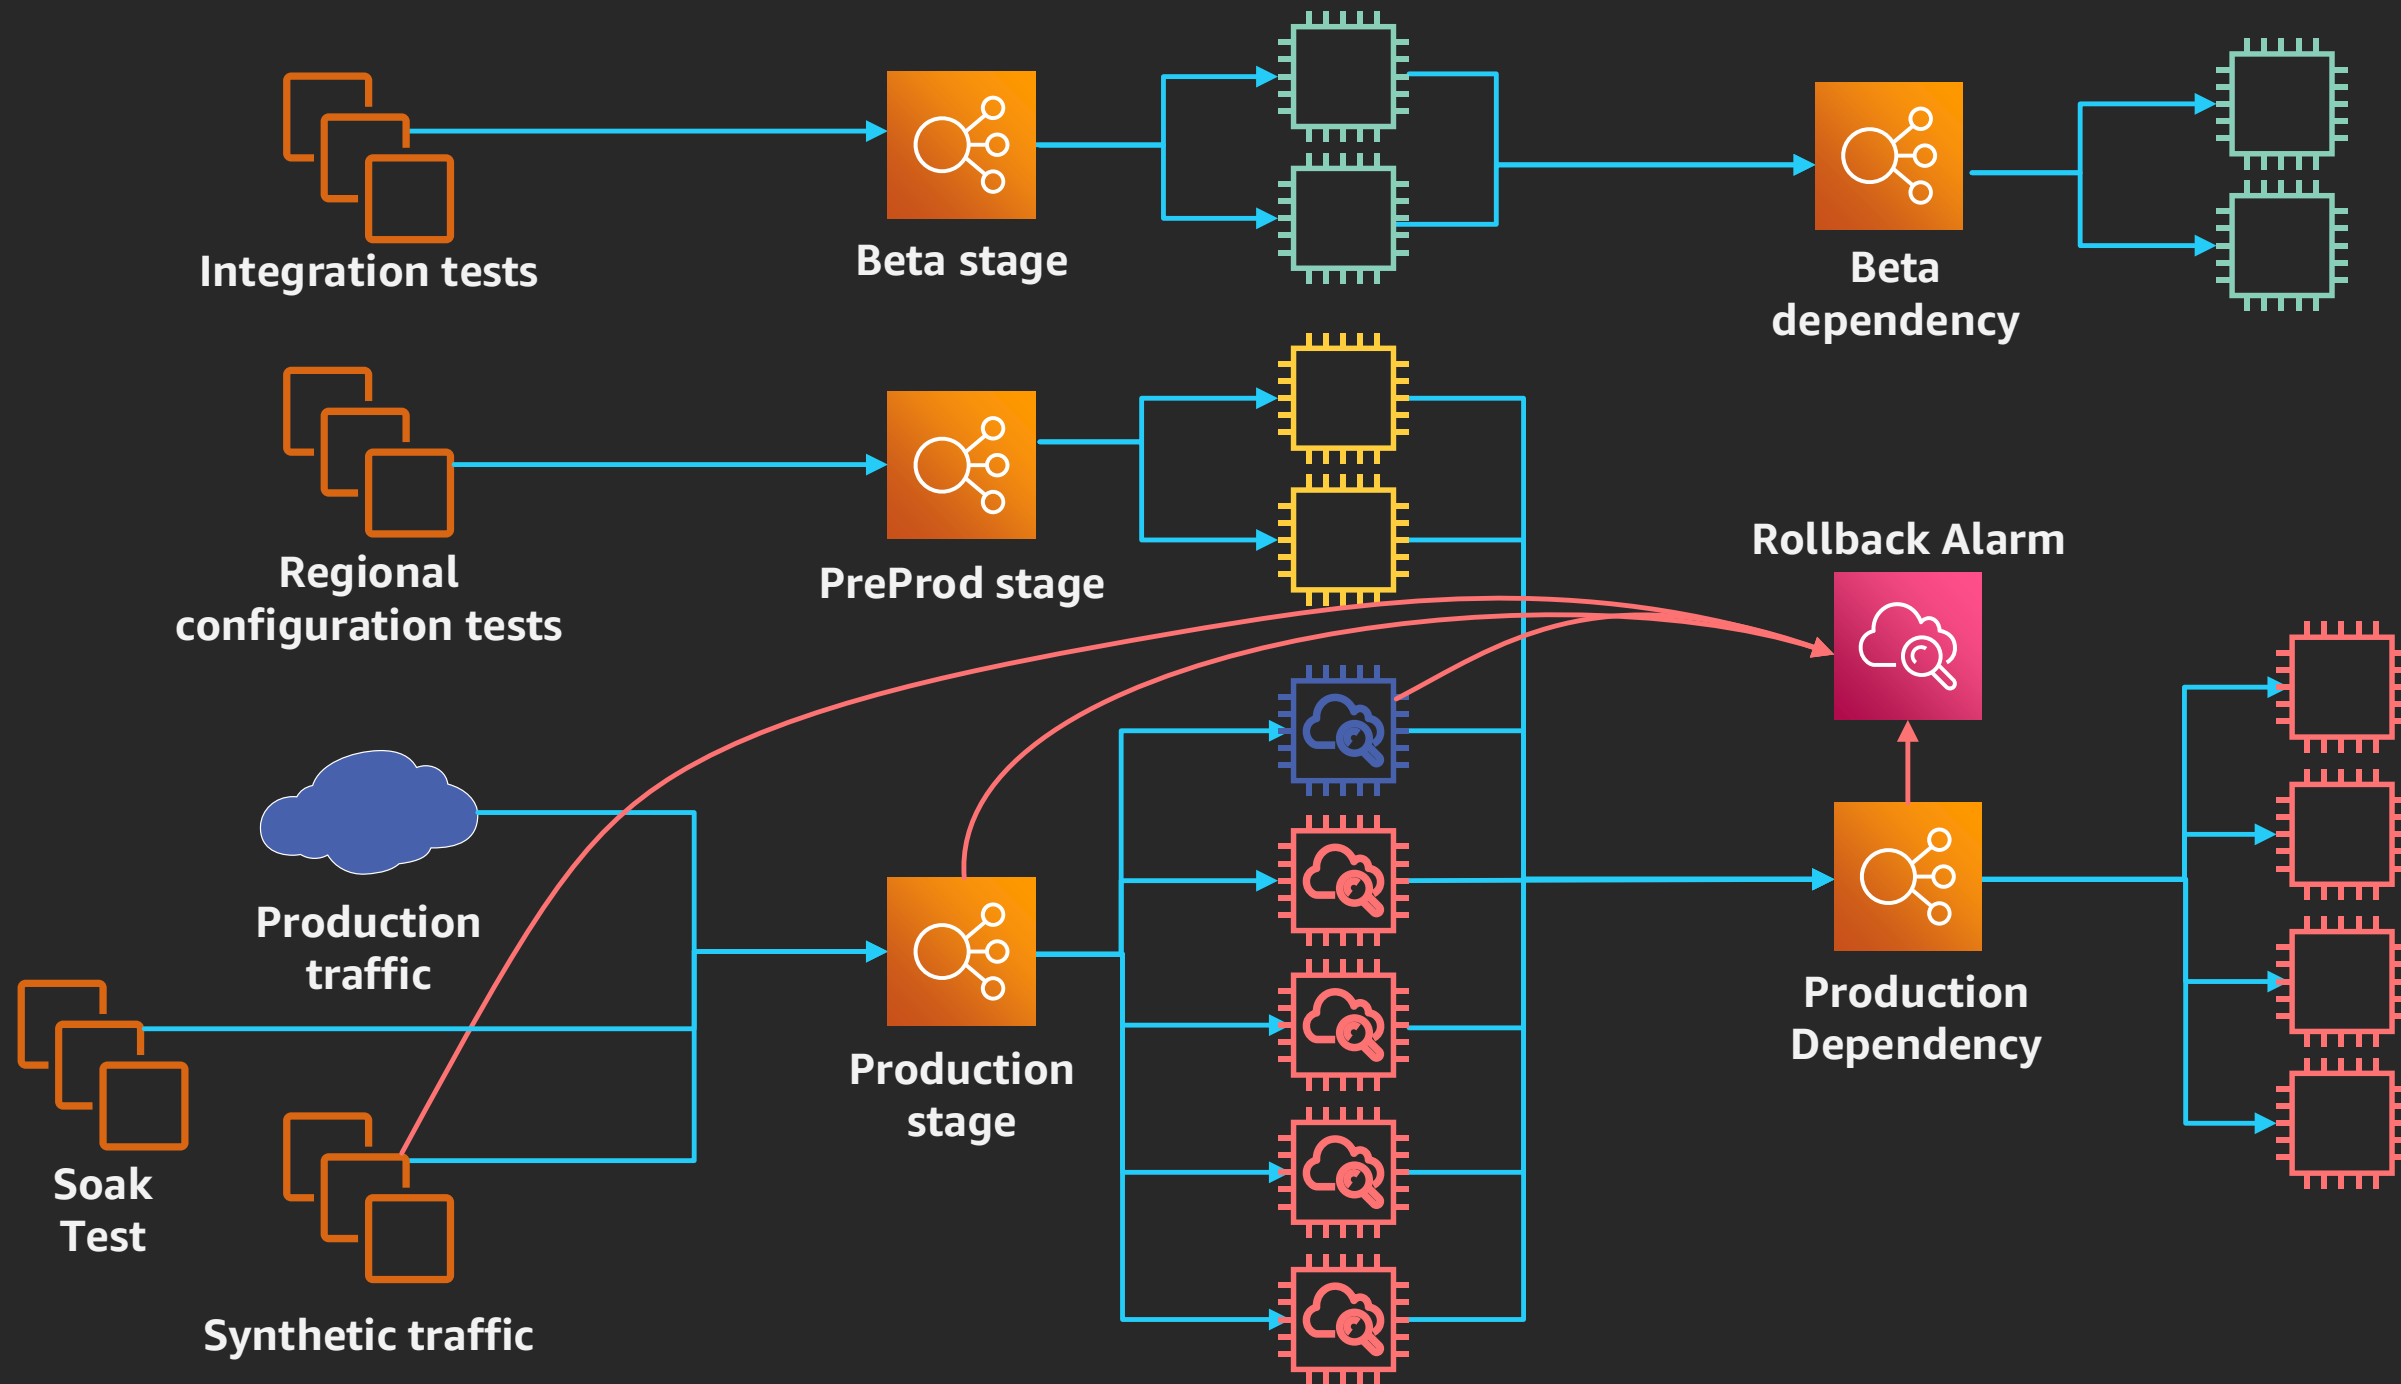 Integration tests
Beta stage
Beta
dependency
Regional
configuration tests
PreProd stage
Rollback Alarm
Production
traffic
Production
stage
Production
Dependency
Soak
Test
Synthetic traffic